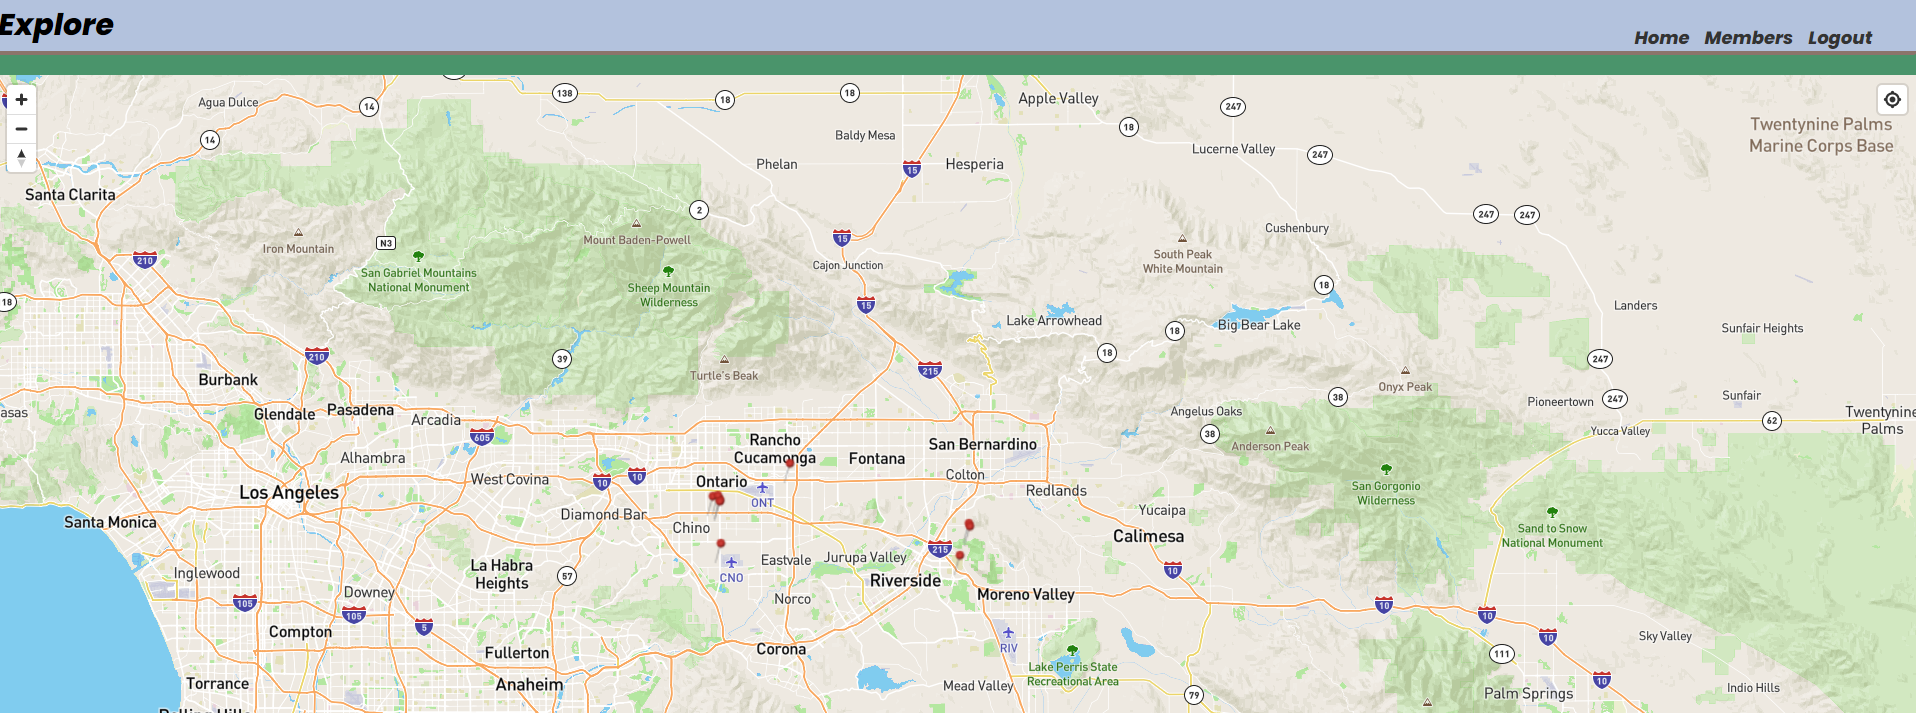 Explore
Home Members Logout
Agua Dulce
14
138
18
18
Apple Valley
247
18
Twentynine Palms
Marine Corps Base
14
Baldy Mesa
Phelan
15
Hesperia
Lucerne Valley
247
Santa Clarita
2
247
247
Iron Mountain
N3
Mount Baden-Powell
15
Cushenbury
210
San Gabriel Mountains
National Monument
Sheep Mountain
Wilderness
Cajon Junction
South Peak
White Mountain
18
15
18
Landers
Lake Arrowhead
18
Big Bear Lake
Sunfair Heights
210
39
18
247
Burbank
Turtle's Beak
215
Onyx Peak
38
Pioneertown
247
Sunfair
asas
Glendale
Pasadena
Arcadia
605
Angelus Oaks
38
Anderson Peak
Yucca Valley
62
Twentynine
Palms
Alhambra
Rancho
Cucamonga
Fontana
San Bernardino
Colton
West Covina
10
10
Ontario
ONT
Redlands
San Gorgonio
Wilderness
Los Angeles
Santa Monica
Diamond Bar
Chino
Yucaipa
Calimesa
Sand to Snow
National Monument
Inglewood
La Habra
Heights
57
CNO
Eastvale
Jurupa Valley
215
Riverside
10
Downey
105
105
5
Norco
Moreno Valley
10
10
10
Compton
Fullerton
Corona
RIV
Lake Perris State
Recreational Area
111
Sky Valley
Torrance
Anaheim
Mead Valley
79
Palm Springs
10
Indio Hills